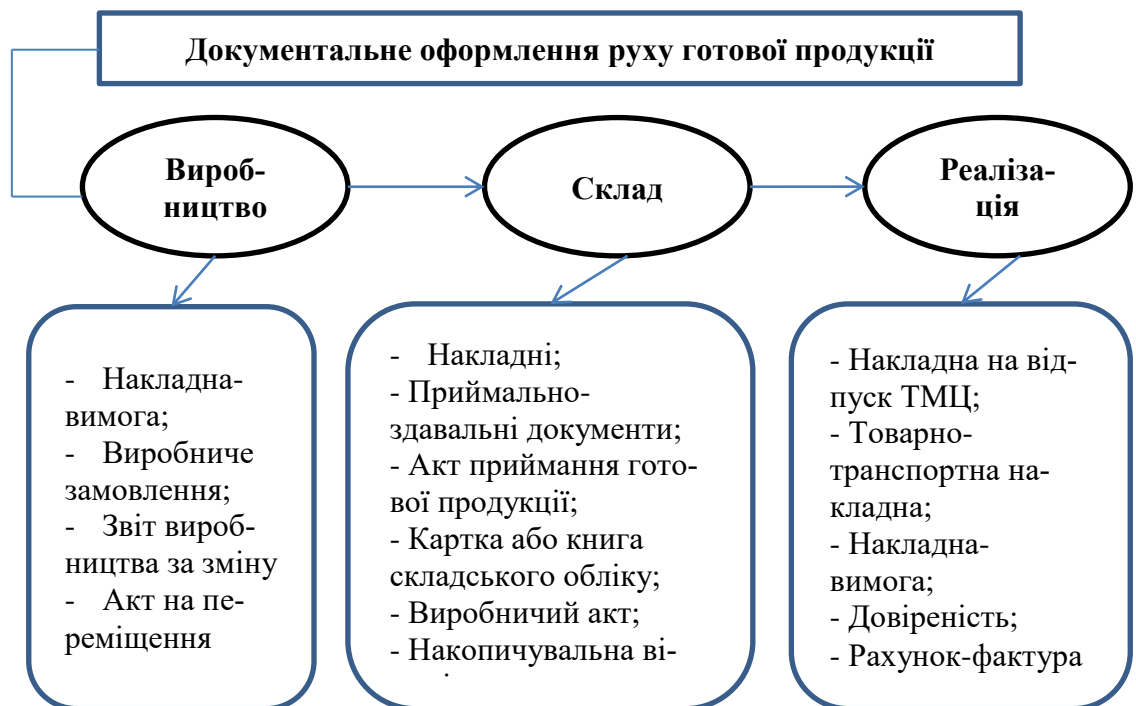 Документальне оформлення руху готової продукції
Вироб-
ництво
Склад
Реаліза-
ція
- Накладна-
вимога;
- Виробниче
замовлення;
- Звіт вироб-
ництва за зміну
- Акт на пе-
реміщення
- Накладні;
- Приймально-
здавальні документи;
- Акт приймання гото-
вої продукції;
- Картка або книга
складського обліку;
- Виробничий акт;
- Накопичувальна ві-
- Накладна на від-
пуск ТМЦ;
- Товарно-
транспортна на-
кладна;
- Накладна-
вимога;
- Довіреність;
- Рахунок-фактура